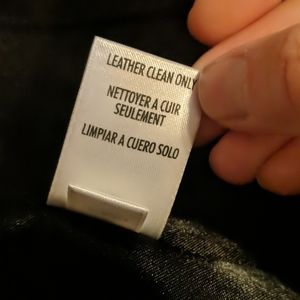 LEATHER CLEAN ONLY
NETTOYER A CUIR
SEULEMENT
LIMPIAR A CUERO SOLO